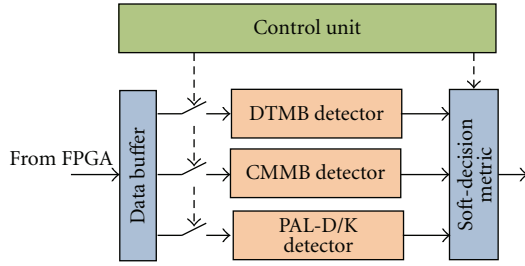 Control unit
From FPGA
Data buffer
DTMB detector
CMMB detector
PAL-D/K
detector
Soft-decision
metric